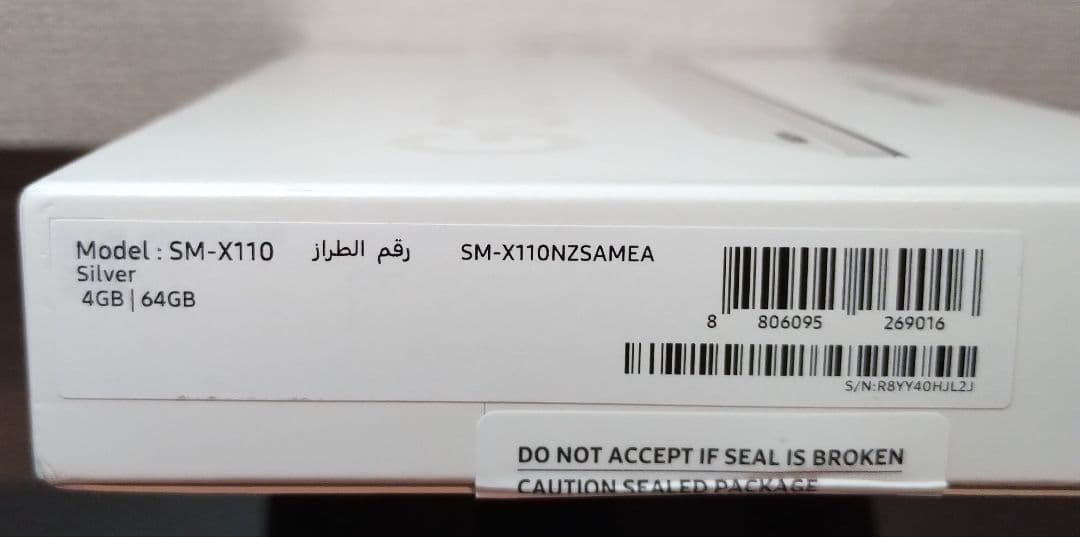 Model : SM-X110 رقم الطراز SM-X110NZSAMEA
Silver
4GB | 64GB
8 806095 269016
S/N:R8YY40HJL2J
DO NOT ACCEPT IF SEAL IS BROKEN
CAUTION SEALED PACKAGE